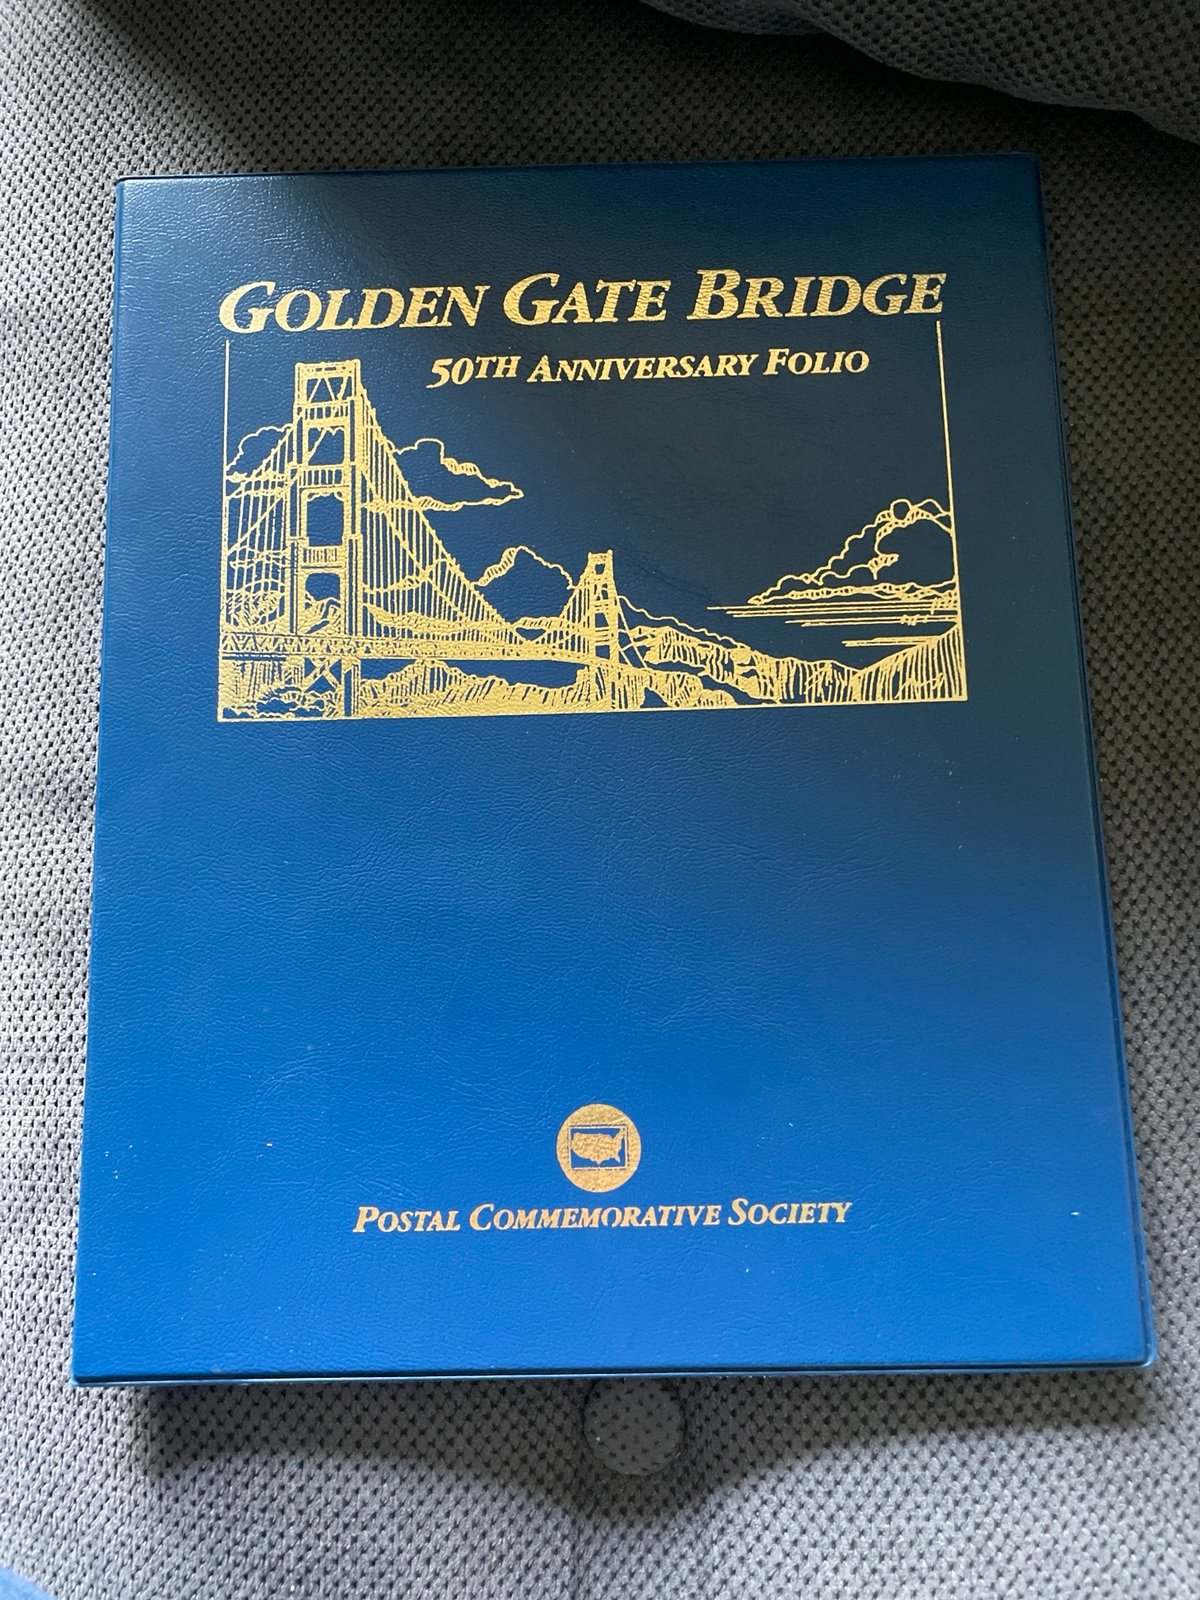 GOLDEN GATE BRIDGE
50TH ANNIVERSARY FOLIO
POSTAL COMMEMORATIVE SOCIETY